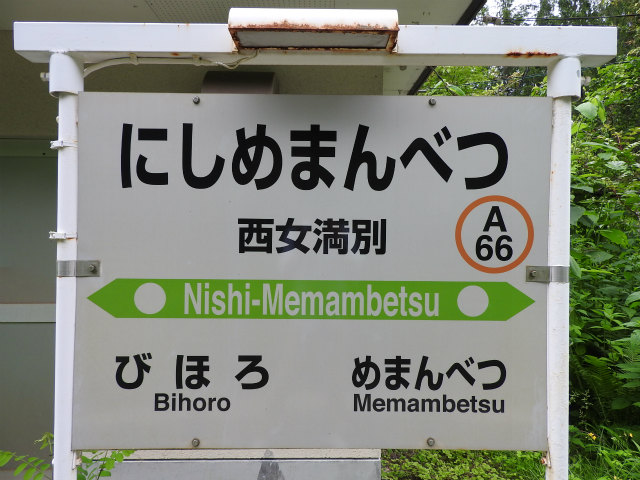 にしめまんべつ
西女満別
A
66
Nishi-Memambetsu
びほろ
Bihoro
めまんべつ
Memambetsu